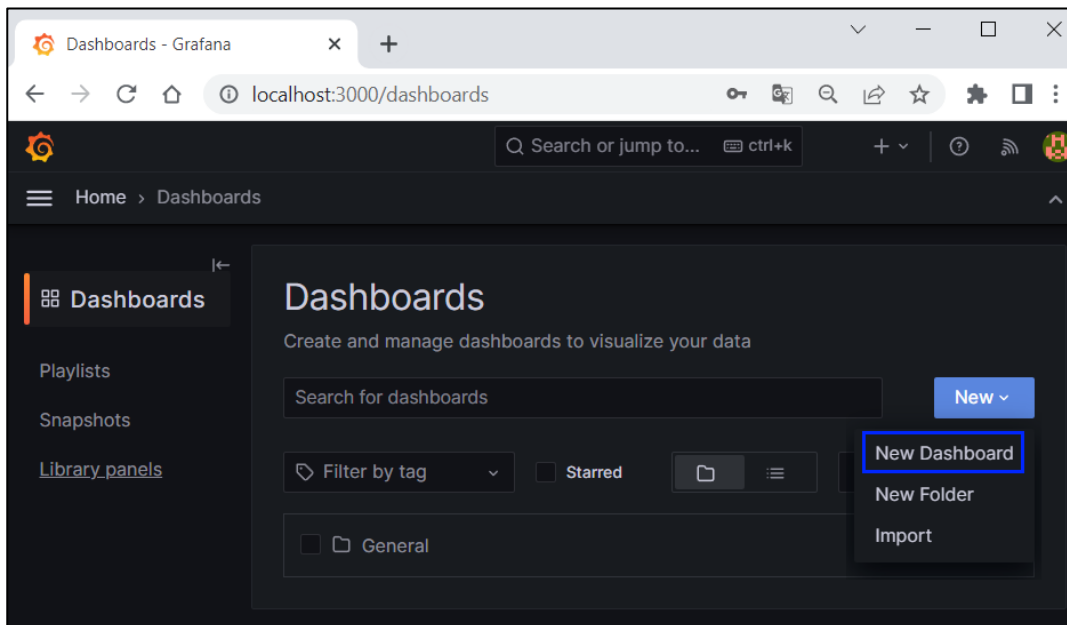 Dashboards - Grafana
localhost:3000/dashboards
Search or jump to... ctrl+k
Home › Dashboards
Dashboards
Playlists
Snapshots
Library panels
Dashboards
Create and manage dashboards to visualize your data
Search for dashboards
New
New Dashboard
New Folder
Import
Filter by tag
Starred
General